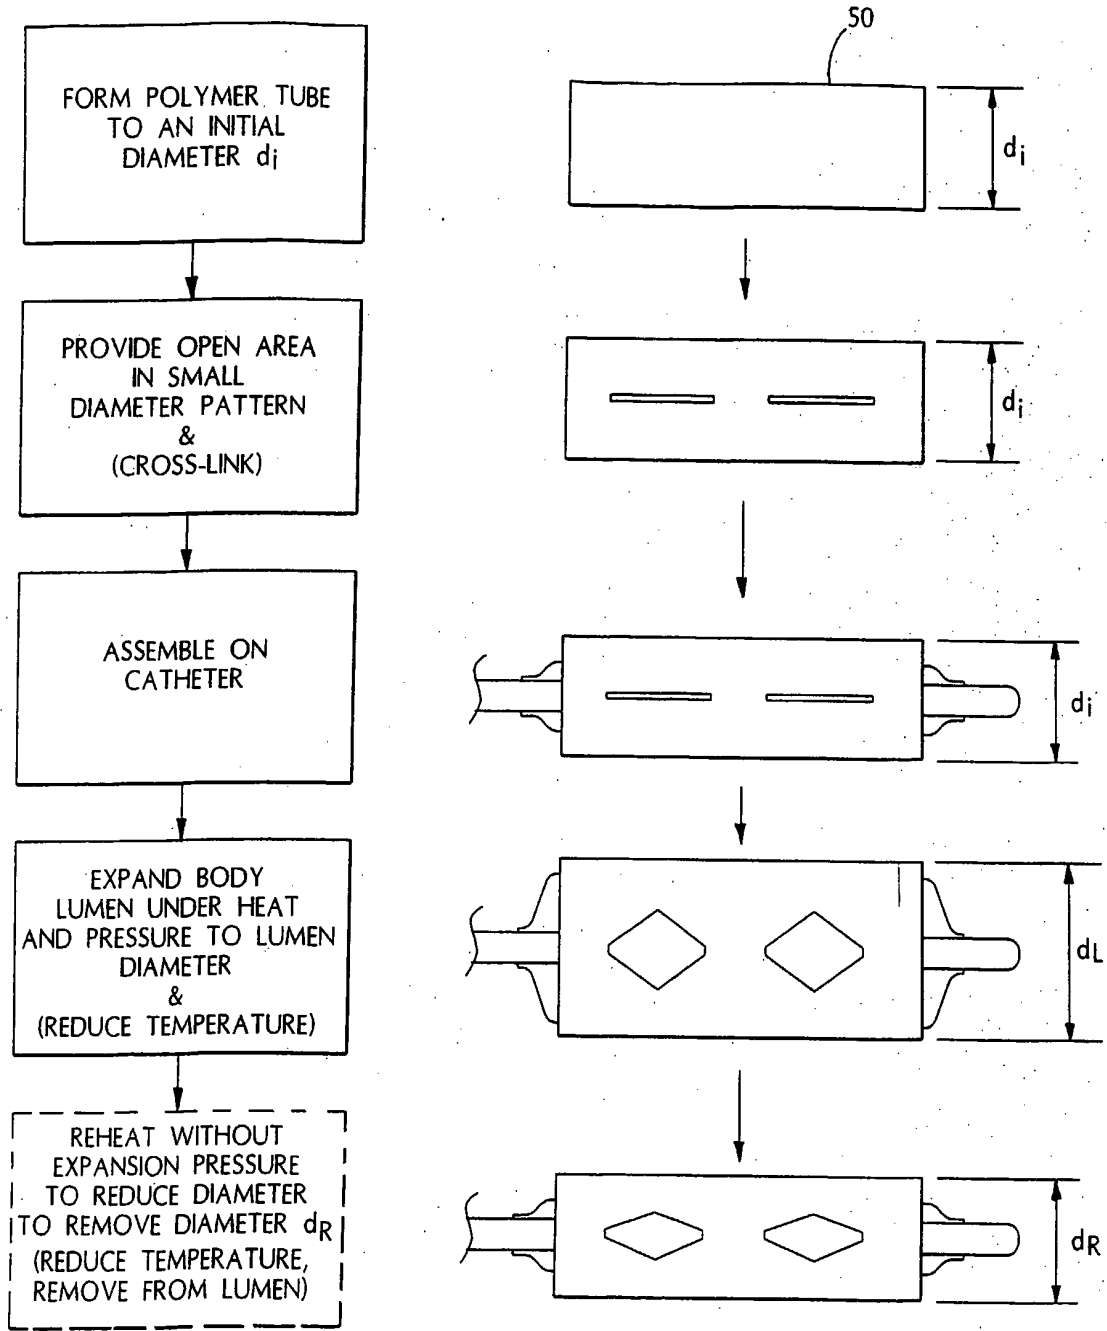 FORM POLYMER TUBE
TO AN INITIAL
DIAMETER di
50
di
PROVIDE OPEN AREA
IN SMALL
DIAMETER PATTERN
&
(CROSS-LINK)
di
ASSEMBLE ON
CATHETER
di
EXPAND BODY
LUMEN UNDER HEAT
AND PRESSURE TO LUMEN
DIAMETER
&
(REDUCE TEMPERATURE)
dL
REHEAT WITHOUT
EXPANSION PRESSURE
TO REDUCE DIAMETER
TO REMOVE DIAMETER dR
(REDUCE TEMPERATURE,
REMOVE FROM LUMEN)
dR